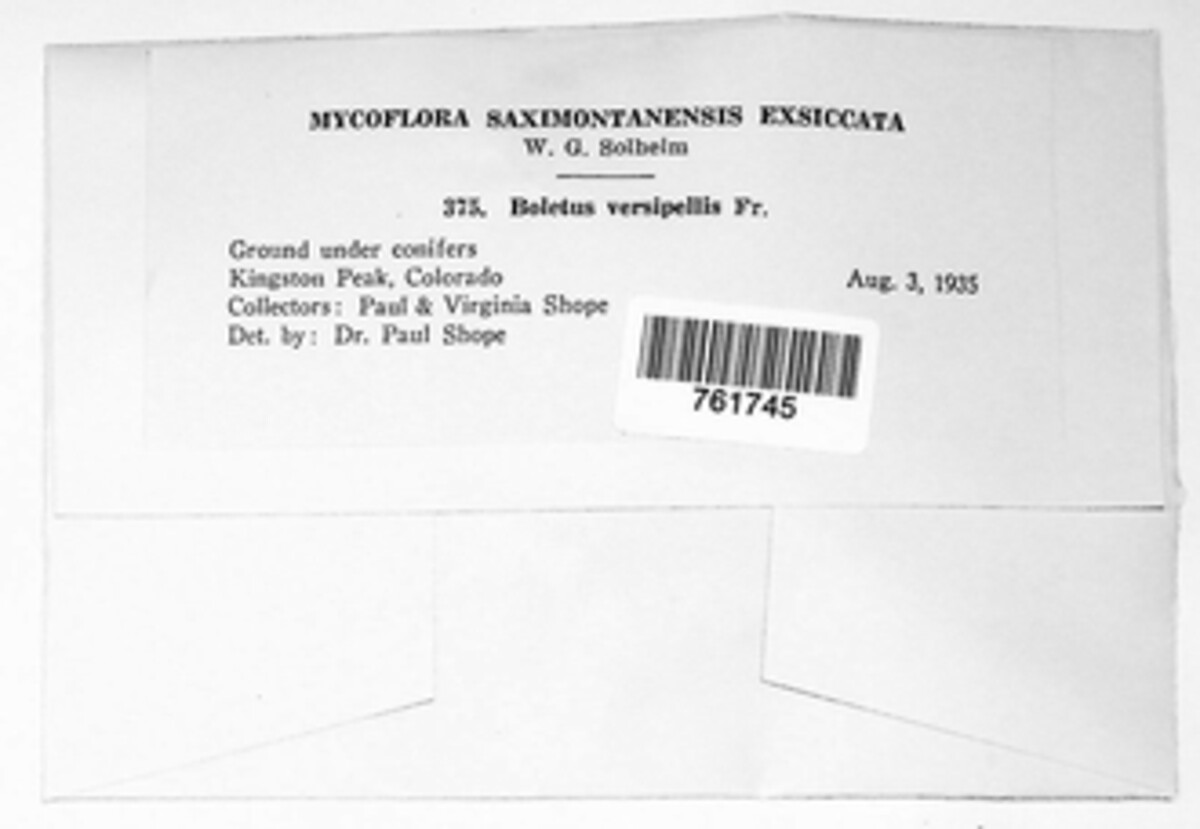 MYCOFLORA SAXIMONTANENSIS EXSICCATA
W. G. Solheim
375. Boletus versipellis Fr.
Ground under conifers
Kingston Peak, Colorado Aug. 3, 1935
Collectors: Paul & Virginia Shope
Det. by: Dr. Paul Shope
761745